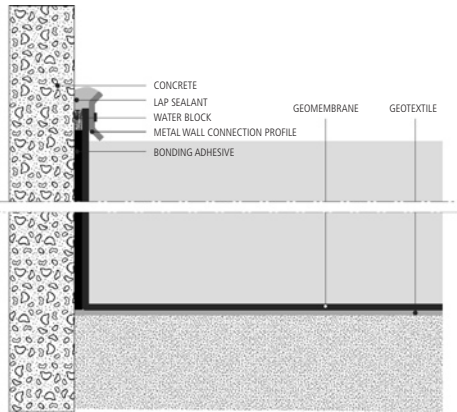 CONCRETE
LAP SEALANT
WATER BLOCK
METAL WALL CONNECTION PROFILE
BONDING ADHESIVE
GEOMEMBRANE
GEOTEXTILE